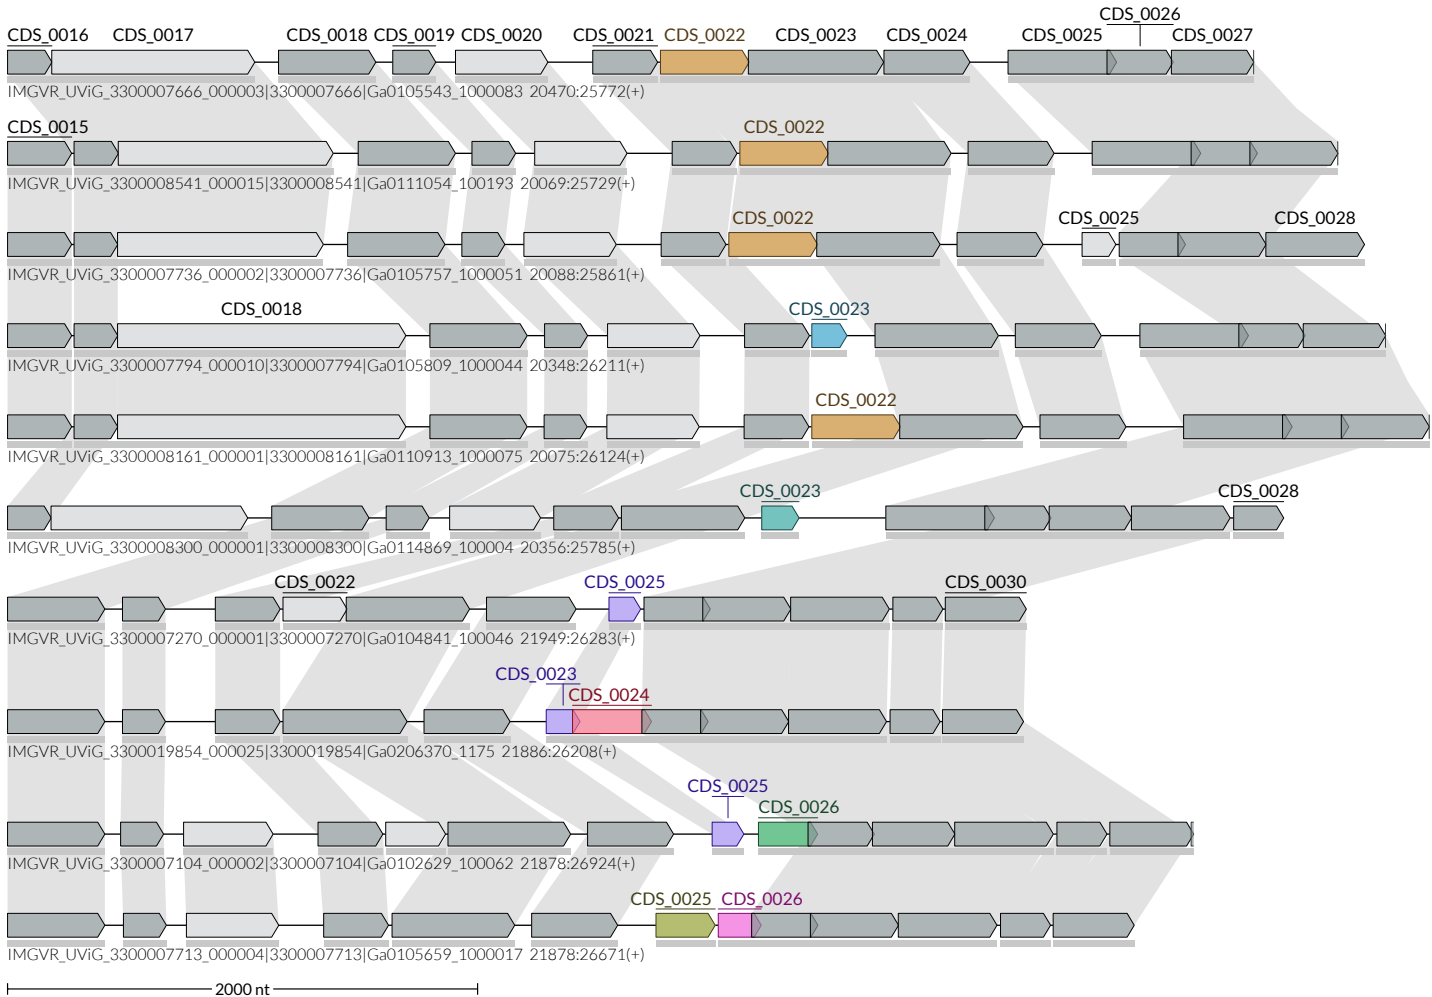 CDS_0026
CDS_0016 CDS_0017 CDS_0018 CDS_0019 CDS_0020 CDS_0021 CDS_0022 CDS_0023 CDS_0024 CDS_0025 CDS_0027
IMGVR_UViG_3300007666_000003|3300007666|Ga0105543_1000083 20470:25772(+)
CDS_0015 CDS_0022
IMGVR_UViG_3300008541_000015|3300008541|Ga0111054_100193 20069:25729(+)
CDS_0022 CDS_0025 CDS_0028
IMGVR_UViG_3300007736_000002|3300007736|Ga0105757_1000051 20088:25861(+)
CDS_0018 CDS_0023
IMGVR_UViG_3300007794_000010|3300007794|Ga0105809_1000044 20348:26211(+)
CDS_0022
IMGVR_UViG_3300008161_000001|3300008161|Ga0110913_1000075 20075:26124(+)
CDS_0023 CDS_0028
IMGVR_UViG_3300008300_000001|3300008300|Ga0114869_100004 20356:25785(+)
CDS_0022 CDS_0025 CDS_0030
IMGVR_UViG_3300007270_000001|3300007270|Ga0104841_100046 21949:26283(+)
CDS_0023
CDS_0024
IMGVR_UViG_3300019854_000025|3300019854|Ga0206370_1175 21886:26208(+)
CDS_0025
CDS_0026
IMGVR_UViG_3300007104_000002|3300007104|Ga0102629_100062 21878:26924(+)
CDS_0025 CDS_0026
IMGVR_UViG_3300007713_000004|3300007713|Ga0105659_1000017 21878:26671(+)
2000 nt